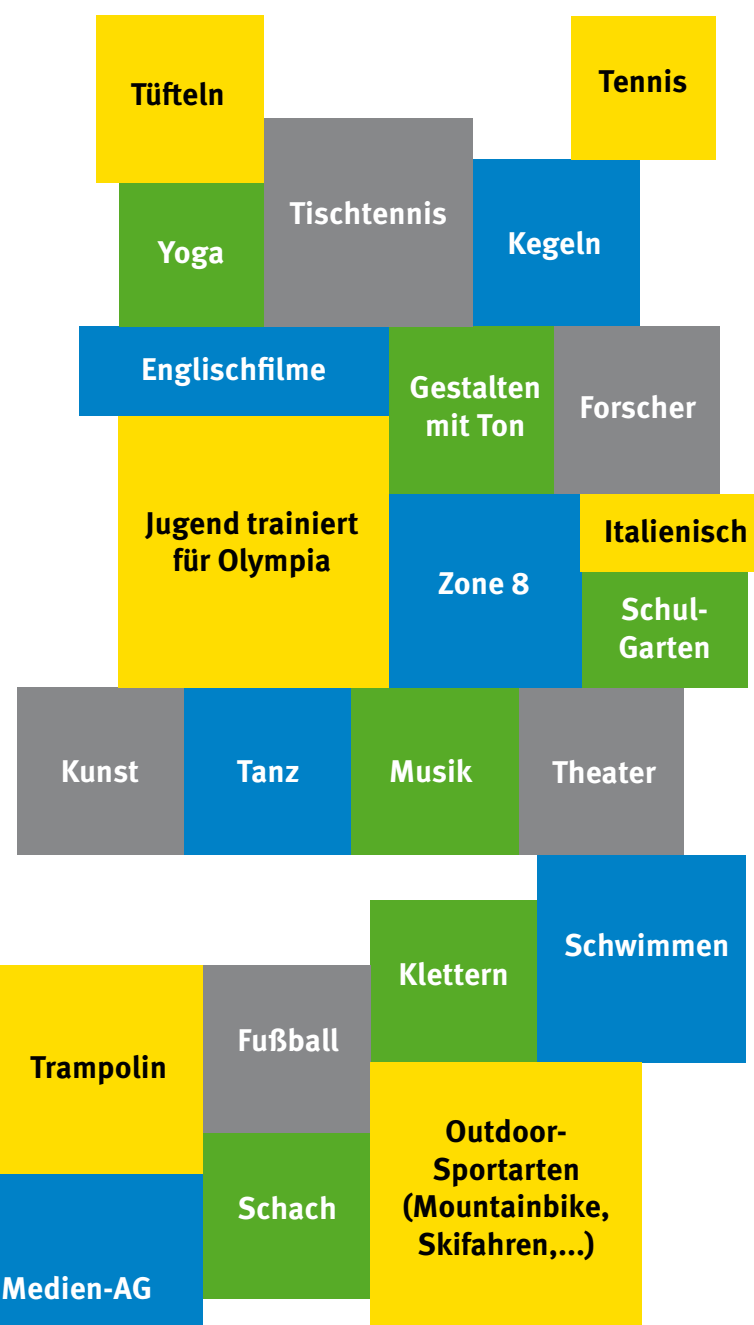 Tüfteln
Tennis
Tischtennis
Yoga
Kegeln
Englischfilme
Gestalten
mit Ton
Forscher
Jugend trainiert
für Olympia
Zone 8
Italienisch
Schul-
Garten
Kunst
Tanz
Musik
Theater
Schwimmen
Klettern
Fußball
Trampolin
Outdoor-
Sportarten
(Mountainbike,
Skifahren,...)
Schach
Medien-AG